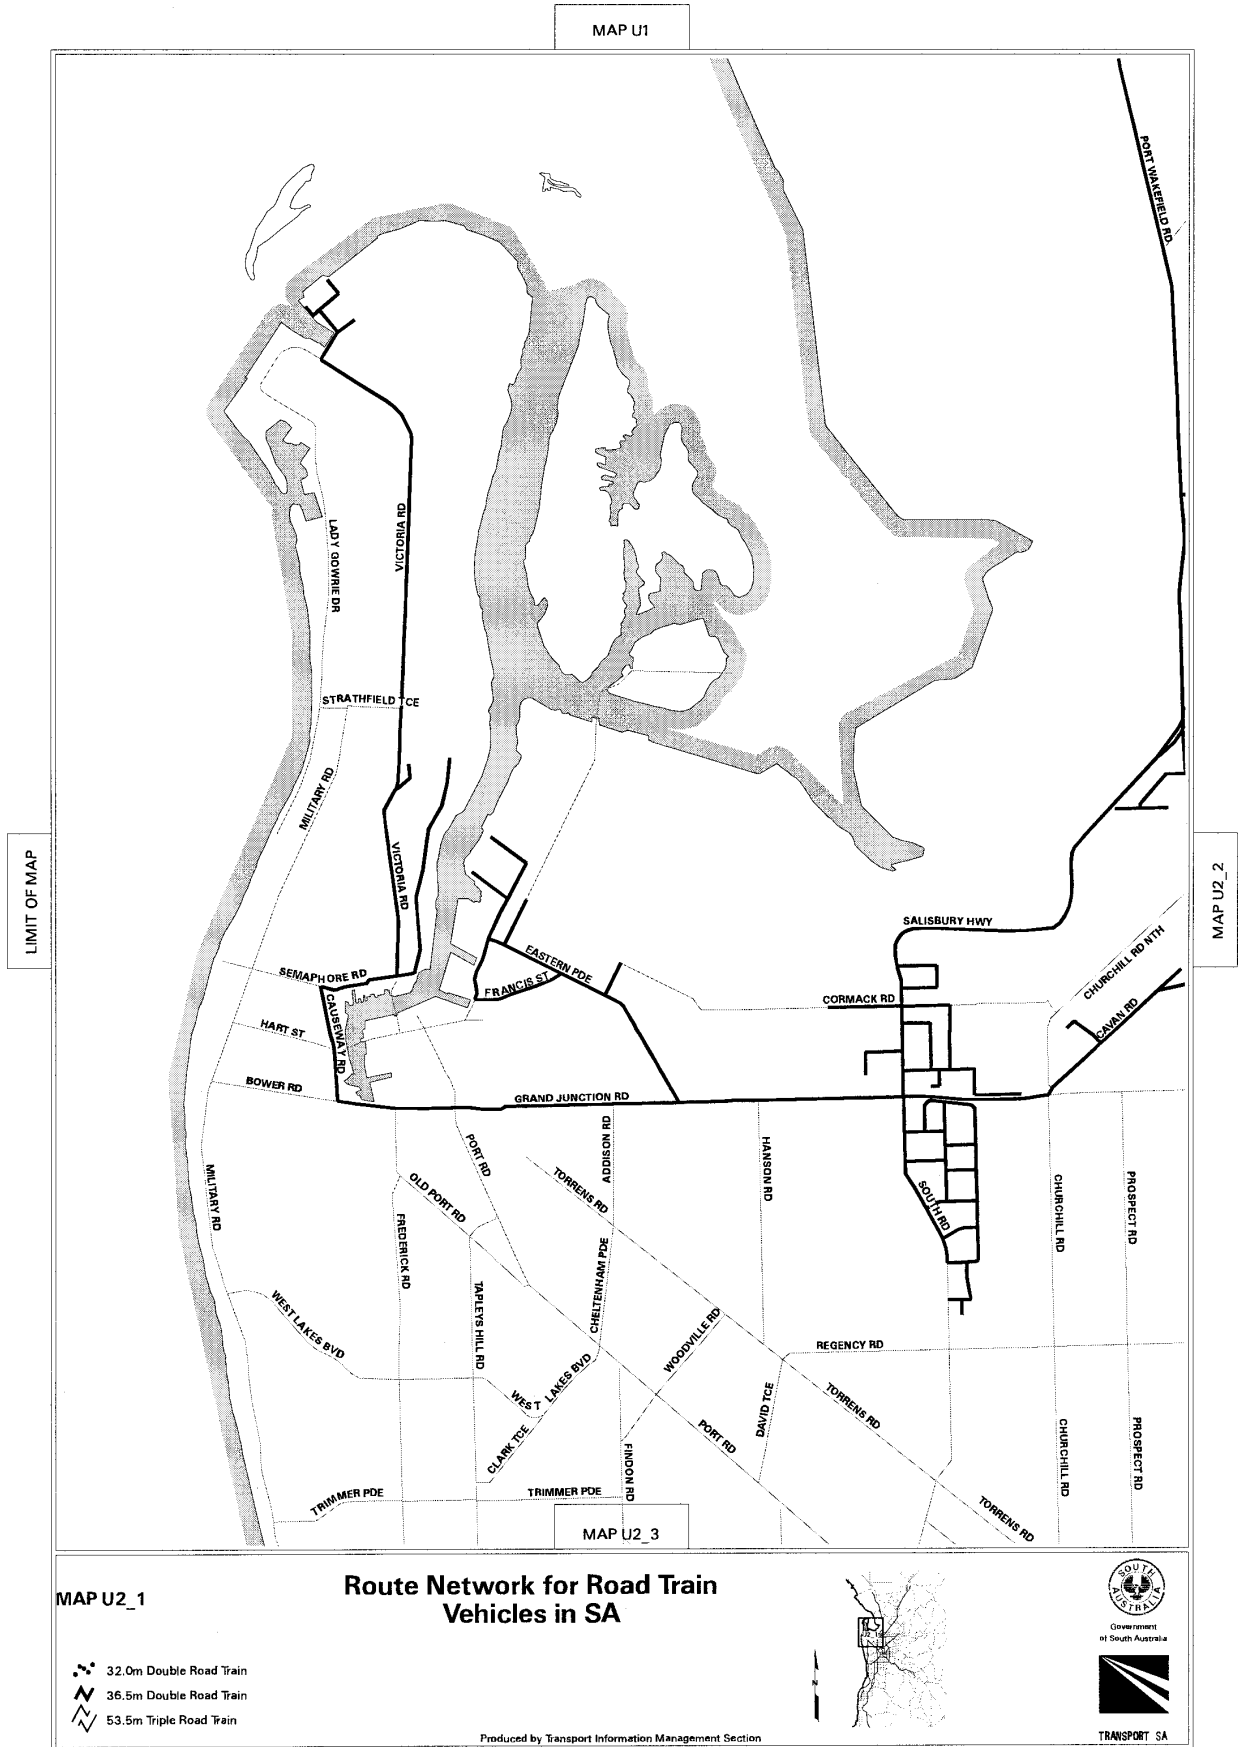 MAP U1
PORT WAKEFIELD RD
VICTORIA RD
LADY GOWRIE DR
STRATHFIELD TCE
MILITARY RD
VICTORIA RD
LIMIT OF MAP
MAP U2_2
SALISBURY HWY
CHURCHILL RD NTH
EASTERN PDE
SEMAPHORE RD
FRANCIS ST
CORMACK RD
CAVAN RD
CAUSEWAY RD
HART ST
BOWER RD
GRAND JUNCTION RD
ADDISON RD
HANSON RD
PORT RD
MILITARY RD
TORRENS RD
OLD PORT RD
SOUTH RD
CHURCHILL RD
PROSPECT RD
FREDERICK RD
CHELTENHAM PDE
TAPLEYS HILL RD
WEST LAKES BVD
WOODVILLE RD
REGENCY RD
WEST LAKES BVD
DAVID TCE
TORRENS RD
CLARK TCE
PORT RD
FINDON RD
CHURCHILL RD
PROSPECT RD
TRIMMER PDE
TRIMMER PDE
TORRENS RD
MAP U2_3
MAP U2_1
Route Network for Road Train
Vehicles in SA
32.0m Double Road Train
36.5m Double Road Train
53.5m Triple Road Train
N
SOUTH
AUSTRALIA
Government
of South Australia
TRANSPORT SA
Produced by Transport Information Management Section